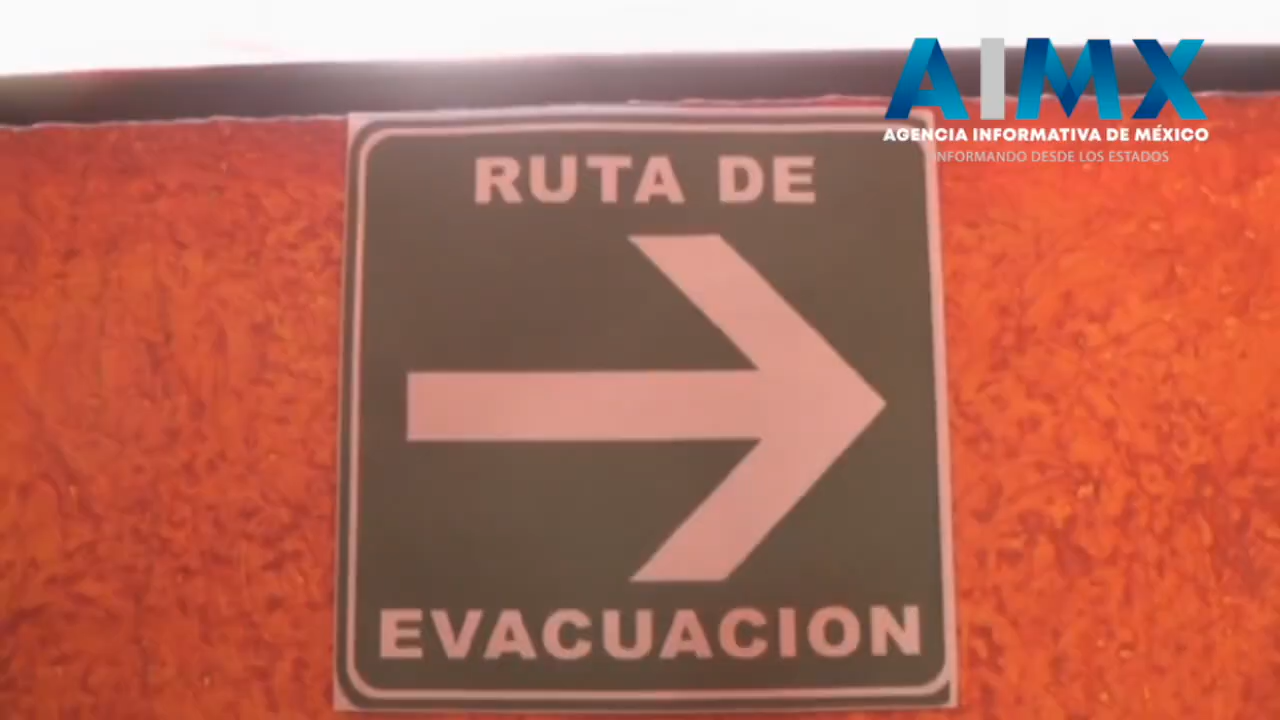 AIMX
AGENCIA INFORMATIVA DE MÉXICO
INFORMANDO DESDE LOS ESTADOS
RUTA DE
EVACUACION